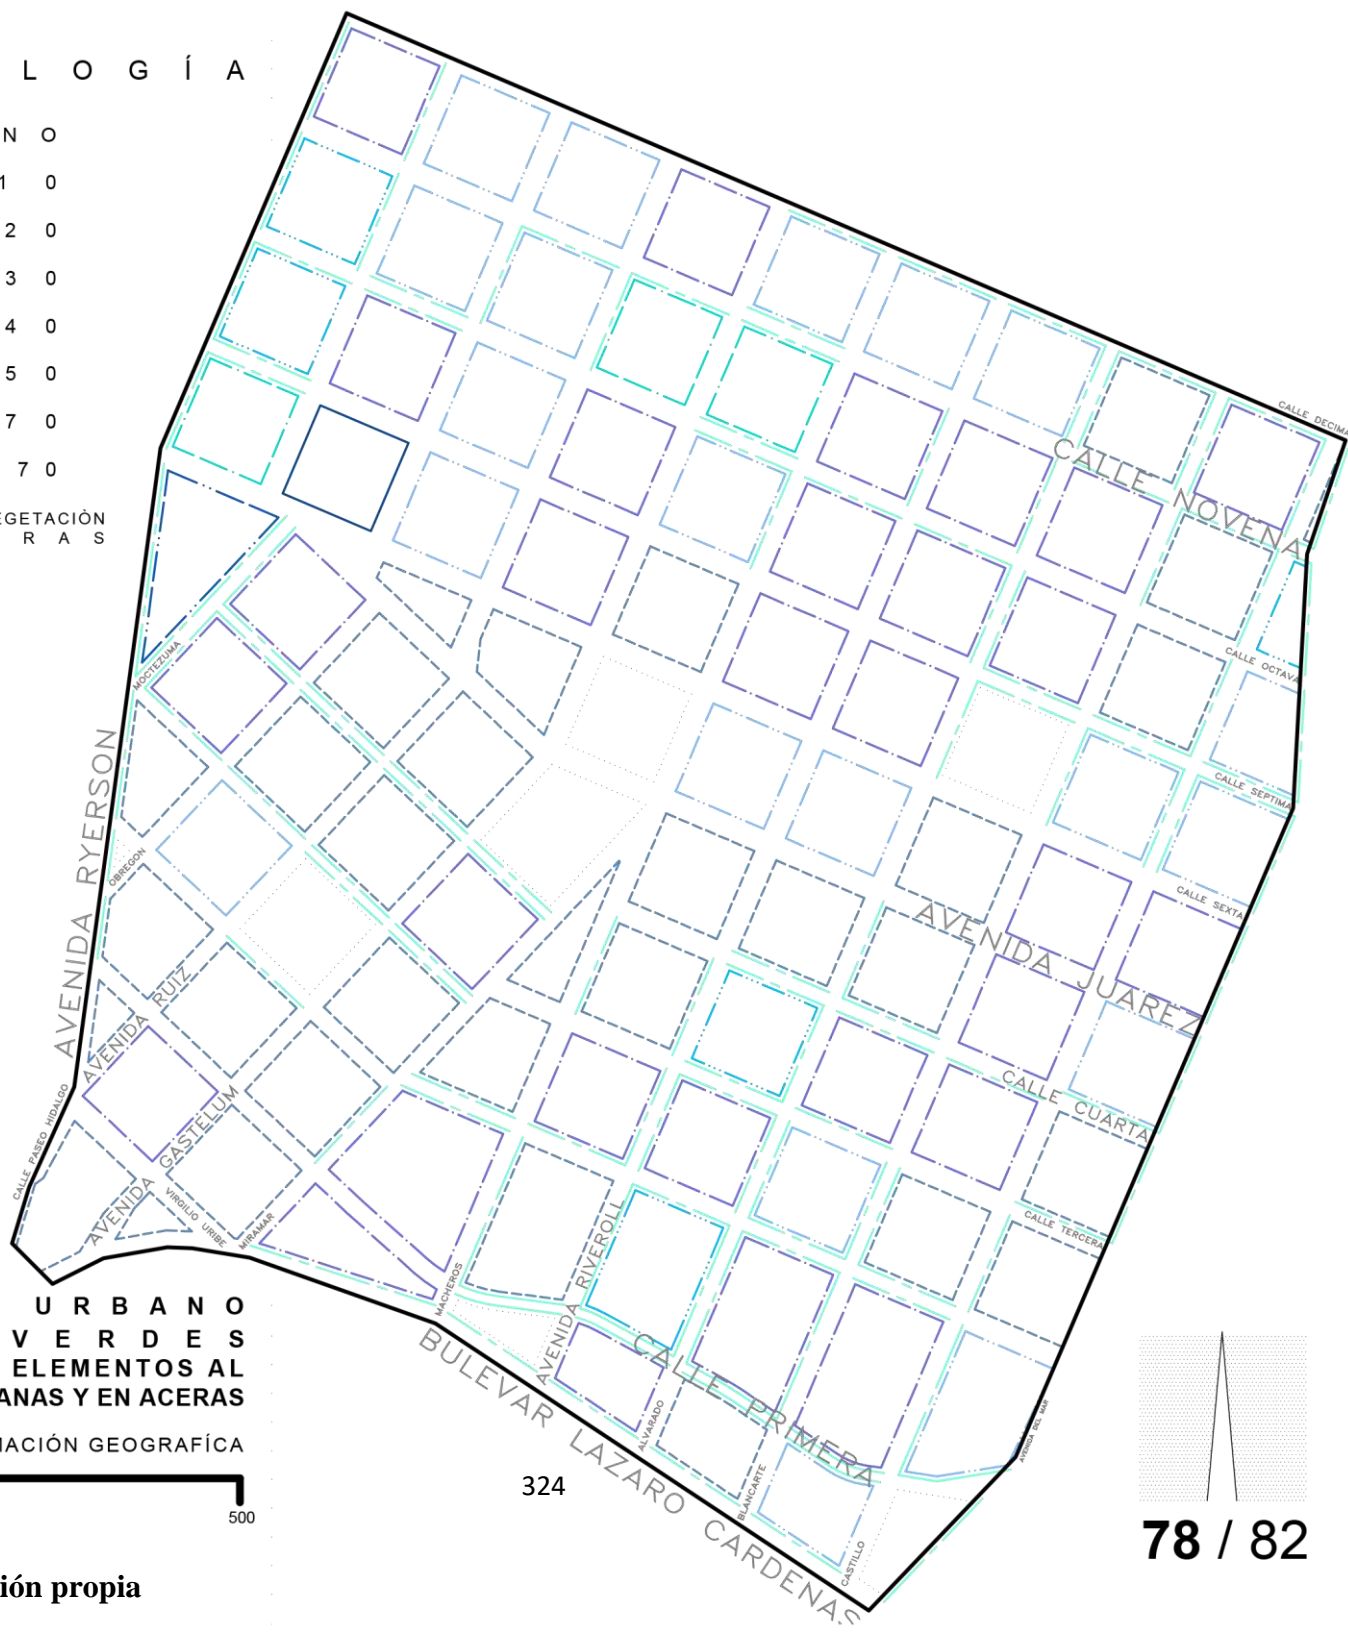 L O G Í A
N O
1 0
2 0
3 0
4 0
5 0
7 0
7 0
EGETACIÒN
R A S
CALLE DECIMA
CALLE NOVENA
CALLE OCTAVA
CALLE SEPTIMA
CALLE SEXTA
AVENIDA JUAREZ
CALLE CUARTA
CALLE TERCERA
MOCTEZUMA
AVENIDA RYERSON
OBREGON
AVENIDA RUIZ
CALLE PASEO HIDALGO
AVENIDA GASTELUM
VIRGILIO URIBE
MIRAMAR
MACHEROS
AVENIDA RIVEROLL
CALLE PRIMERA
ALVARADO
BLANCARTE
CASTILLO
AVENIDA DEL MAR
BULEVAR LAZARO CARDENAS
U R B A N O
V E R D E S
ELEMENTOS AL
ANAS Y EN ACERAS
MACIÓN GEOGRAFÍCA
500
324
78 / 82
ión propia